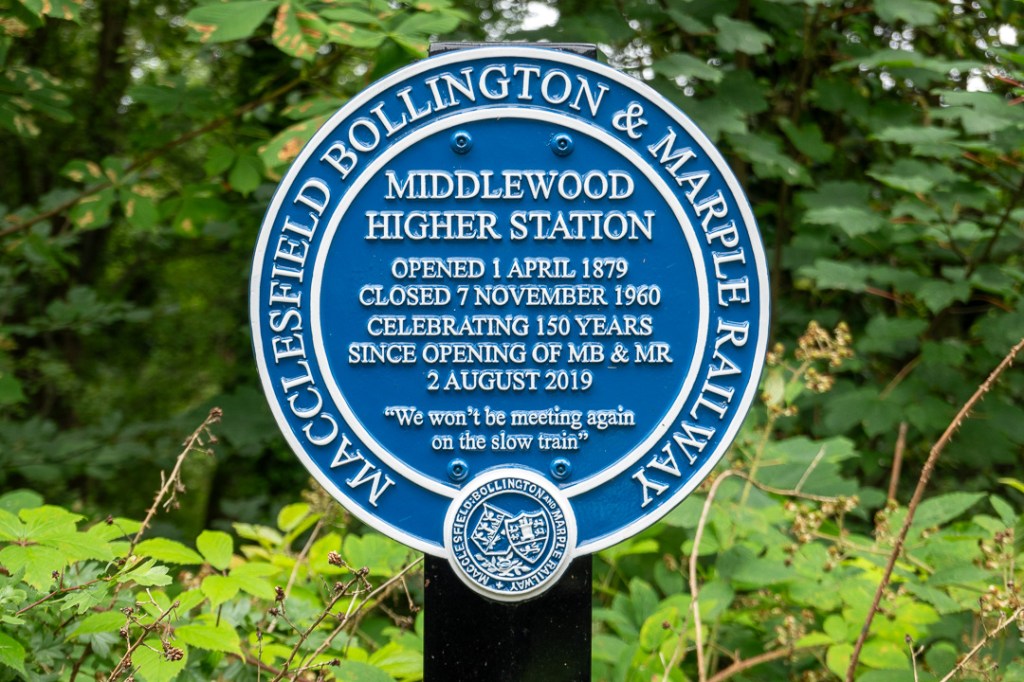 MACCLESFIELD BOLLINGTON & MARPLE RAILWAY
MIDDLEWOOD
HIGHER STATION
OPENED 1 APRIL 1879
CLOSED 7 NOVEMBER 1960
CELEBRATING 150 YEARS
SINCE OPENING OF MB & MR
2 AUGUST 2019
“We won’t be meeting again
on the slow train”
MACCLESFIELD·BOLLINGTON AND MARPLE RAILWAY